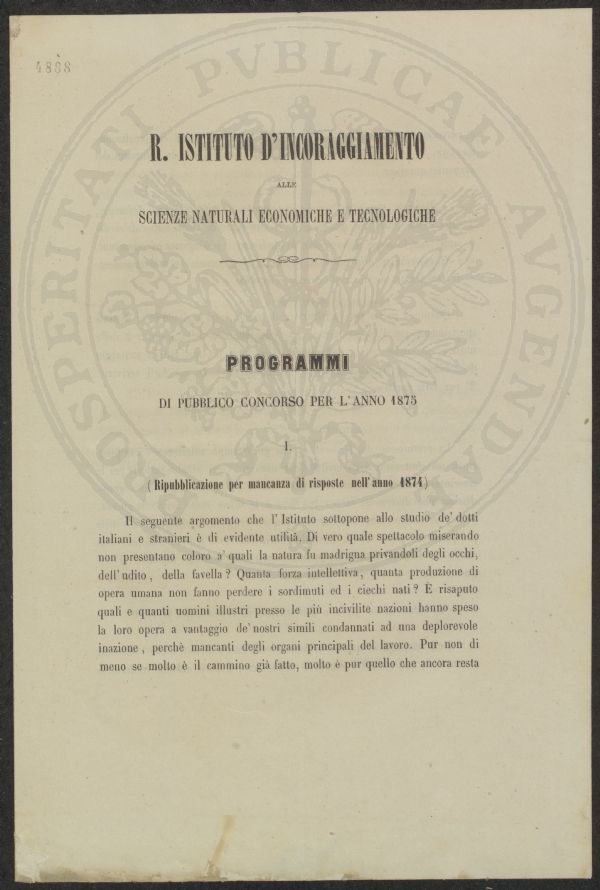 4888
PROSPERITATI PVBLICAE AVGENDAE
R. ISTITUTO D'INCORAGGIAMENTO
ALLE
SCIENZE NATURALI ECONOMICHE E TECNOLOGICHE
PROGRAMMI
DI PUBBLICO CONCORSO PER L'ANNO 1875
I.
(Ripubblicazione per mancanza di risposte nell'anno 1874)
Il seguente argomento che l'Istituto sottopone allo studio de' dotti
italiani e stranieri è di evidente utilità. Di vero quale spettacolo miserando
non presentano coloro a' quali la natura fu madrigna privandoli degli occhi,
dell'udito, della favella? Quanta forza intellettiva, quanta produzione di
opera umana non fanno perdere i sordimuti ed i ciechi nati? È risaputo
quali e quanti uomini illustri presso le più incivilite nazioni hanno speso
la loro opera a vantaggio de' nostri simili condannati ad una deplorevole
inazione, perchè mancanti degli organi principali del lavoro. Pur non di
meno se molto è il cammino già fatto, molto è pur quello che ancora resta